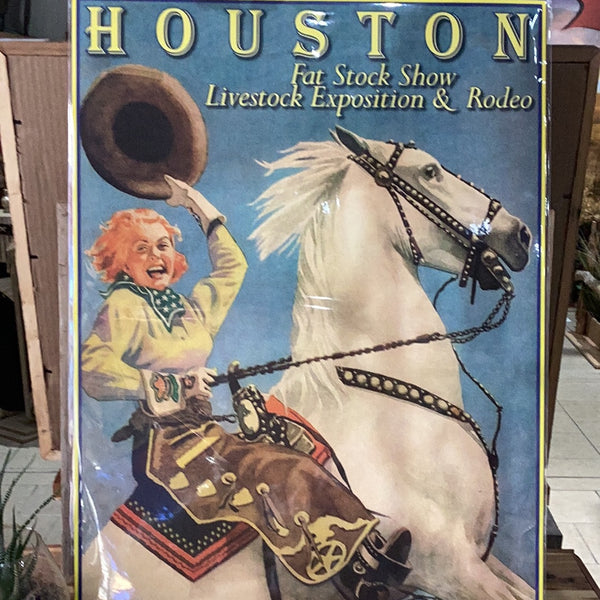 HOUSTON
Fat Stock Show
Livestock Exposition & Rodeo